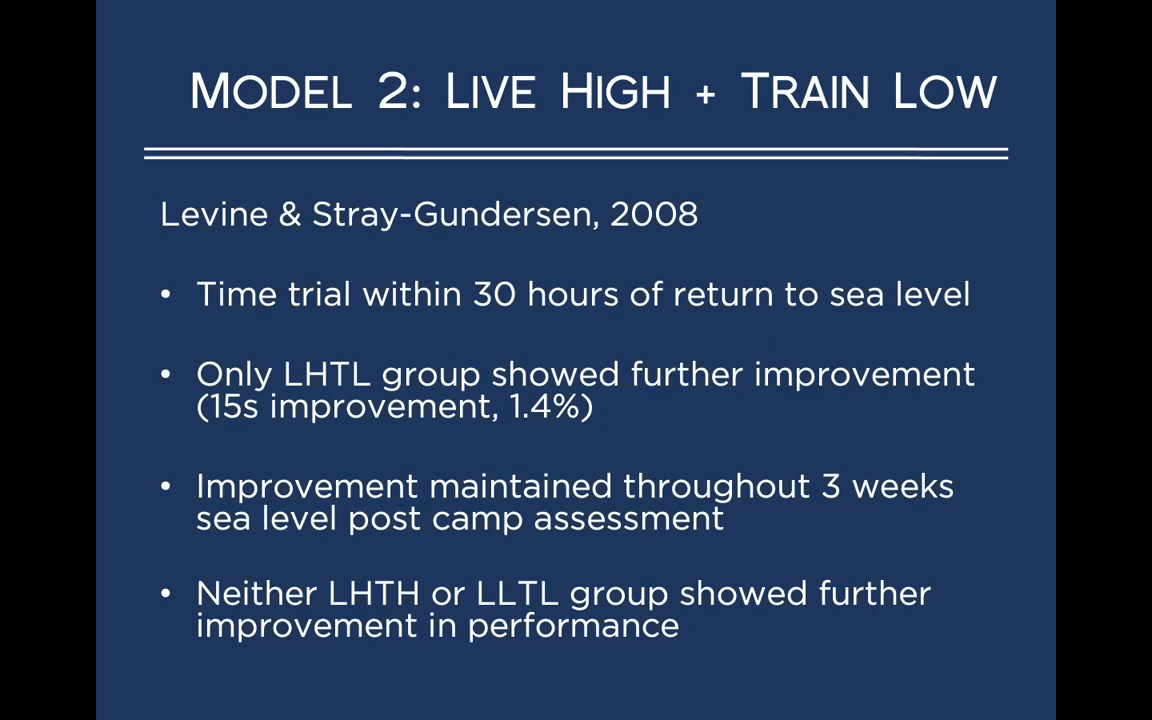 MODEL 2: LIVE HIGH + TRAIN LOW
Levine & Stray-Gundersen, 2008
• Time trial within 30 hours of return to sea level
• Only LHTL group showed further improvement
(15s improvement, 1.4%)
• Improvement maintained throughout 3 weeks
sea level post camp assessment
• Neither LHTH or LLTL group showed further
improvement in performance